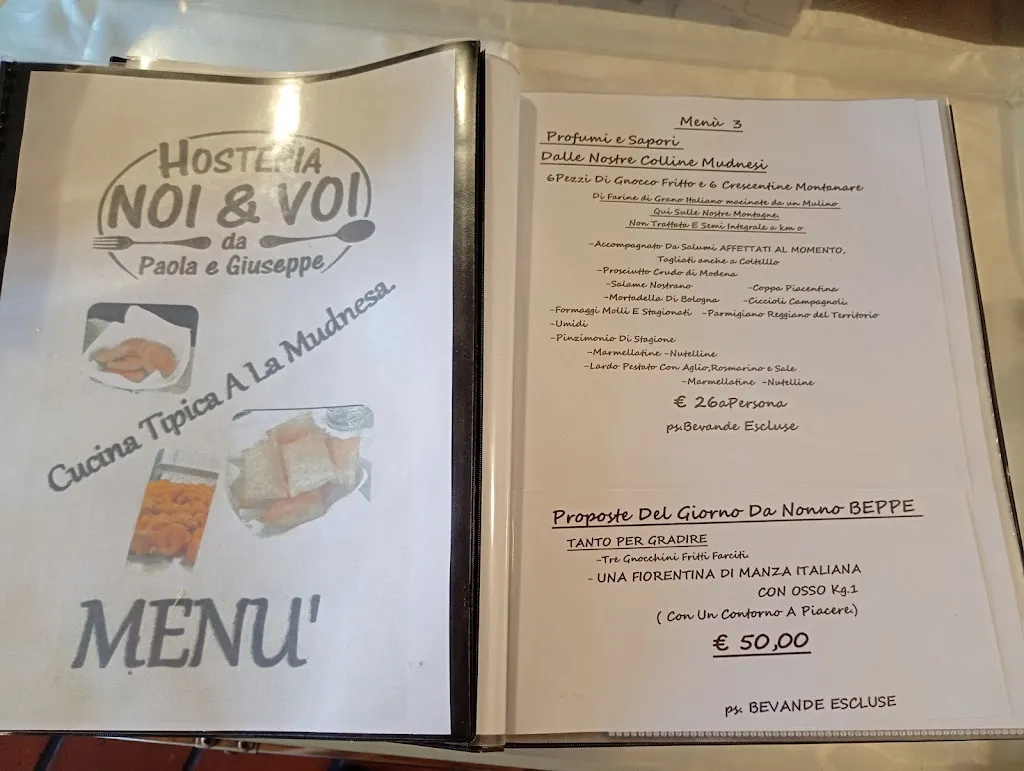 HOSTERIA
NOI & VOI
da
Paola e Giuseppe
Cucina Tipica A La Mudnesa.
MENU'
Menù 3
Profumi e Sapori
Dalle Nostre Colline Mudnesi
6Pezzi Di Gnocco Fritto e 6 Crescentine Montanare
Di Farine di Grano Italiano macinate da un Mulino
Qui Sulle Nostre Montagne.
Non Trattata E Semi Integrale a km 0
-Accompagnato Da Salumi AFFETTATI AL MOMENTO,
Tagliati anche a Coltelllo
-Prosciutto Crudo di Modena
-Salame Nostrano -Coppa Piacentina
-Mortadella Di Bologna -Ciccioli Campagnoli
-Formaggi Molli E Stagionati -Parmigiano Reggiano del Territorio
-Umidi
-Pinzimonio Di Stagione
-Marmellatine -Nutelline
-Lardo Pestato Con Aglio,Rosmarino e Sale
-Marmellatine -Nutelline
€ 26aPersona
ps.Bevande Escluse
Proposte Del Giorno Da Nonno BEPPE
TANTO PER GRADIRE
-Tre Gnocchini Fritti Farciti.
- UNA FIORENTINA DI MANZA ITALIANA
CON OSSO Kg.1
( Con Un Contorno A Piacere.)
€ 50,00
ps. BEVANDE ESCLUSE